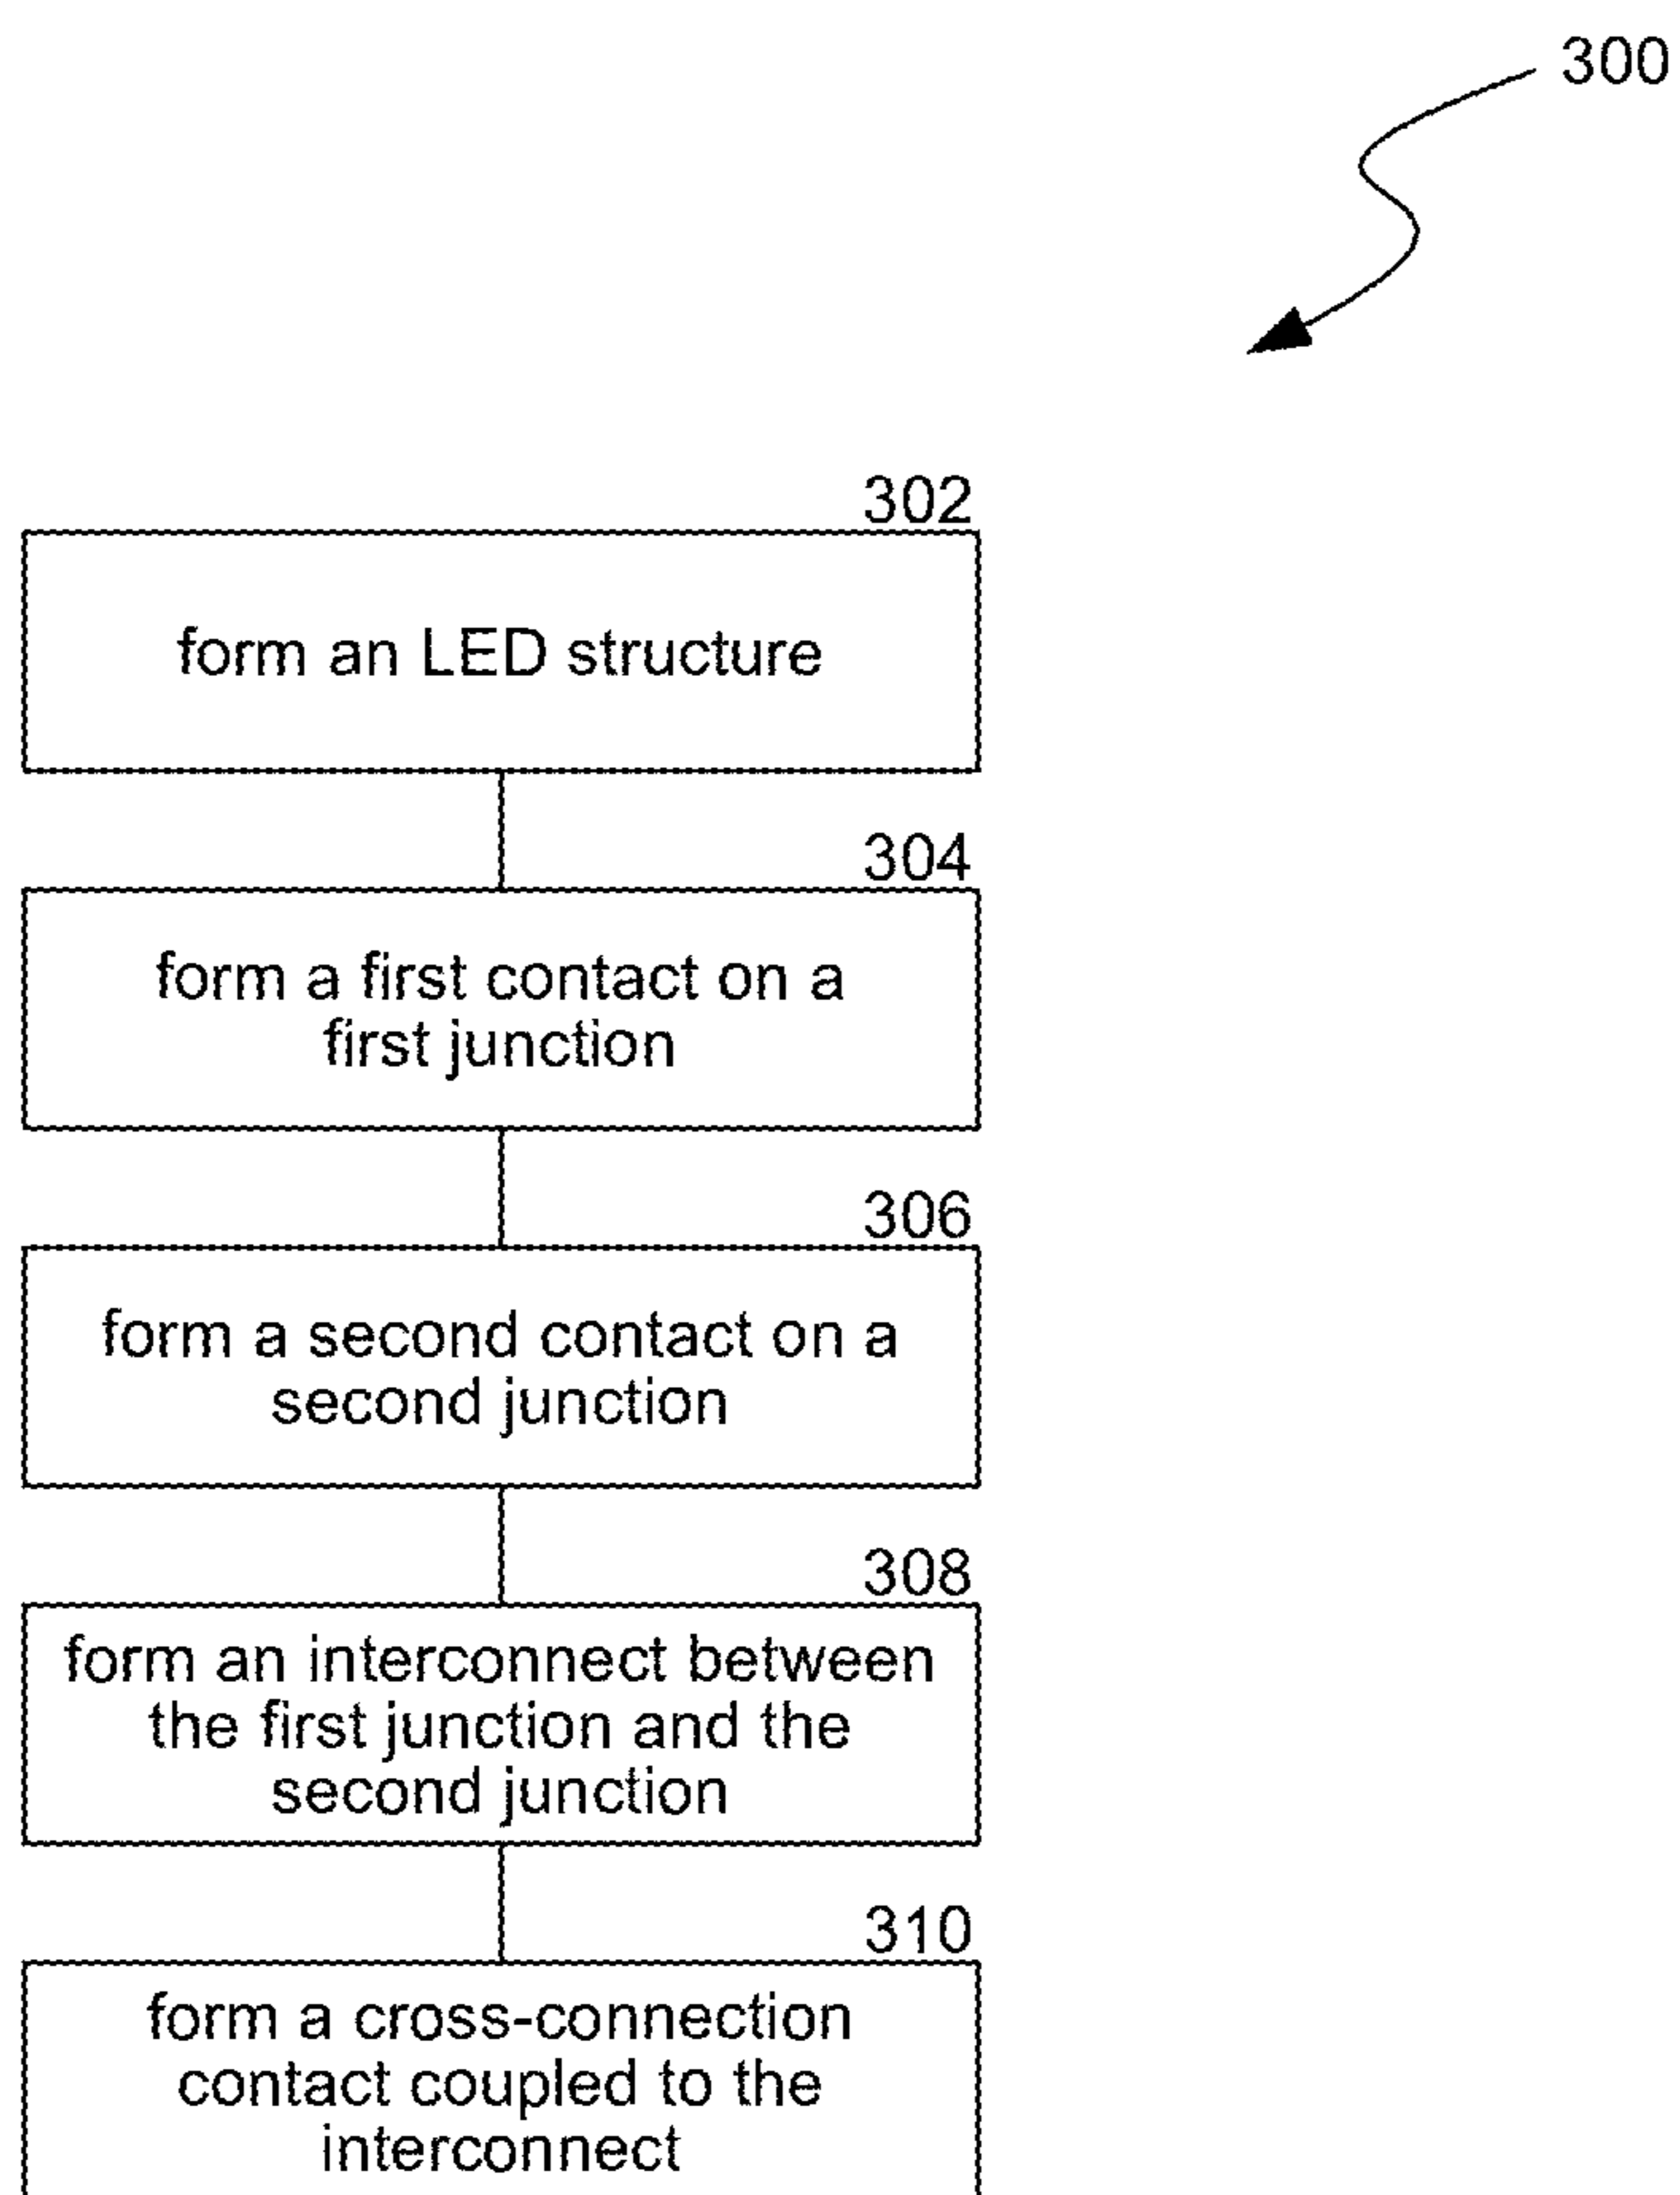 300
302
form an LED structure
304
form a first contact on a
first junction
306
form a second contact on a
second junction
308
form an interconnect between
the first junction and the
second junction
310
form a cross-connection
contact coupled to the
interconnect